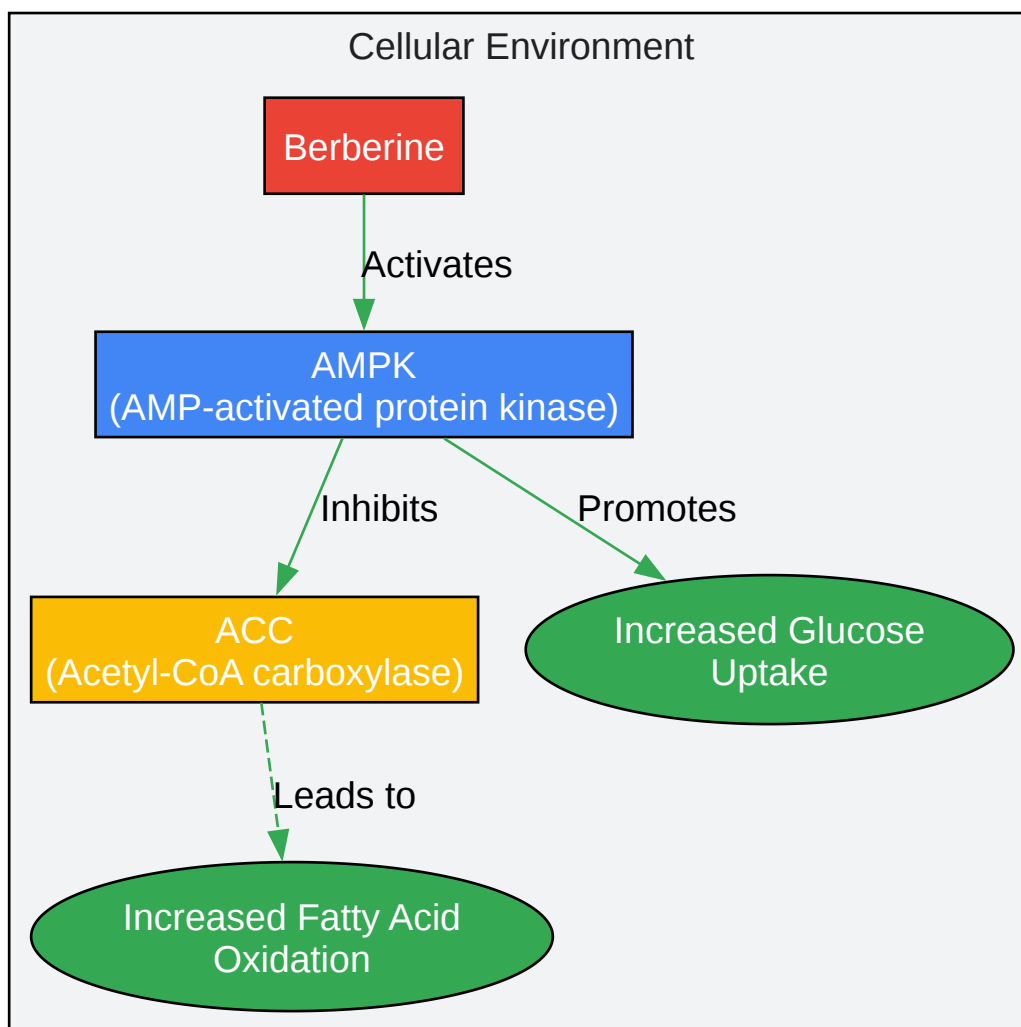 Cellular Environment
Berberine
Activates
AMPK
(AMP-activated protein kinase)
Inhibits
Promotes
ACC
(Acetyl-CoA carboxylase)
Increased Glucose
Uptake
Leads to
Increased Fatty Acid
Oxidation